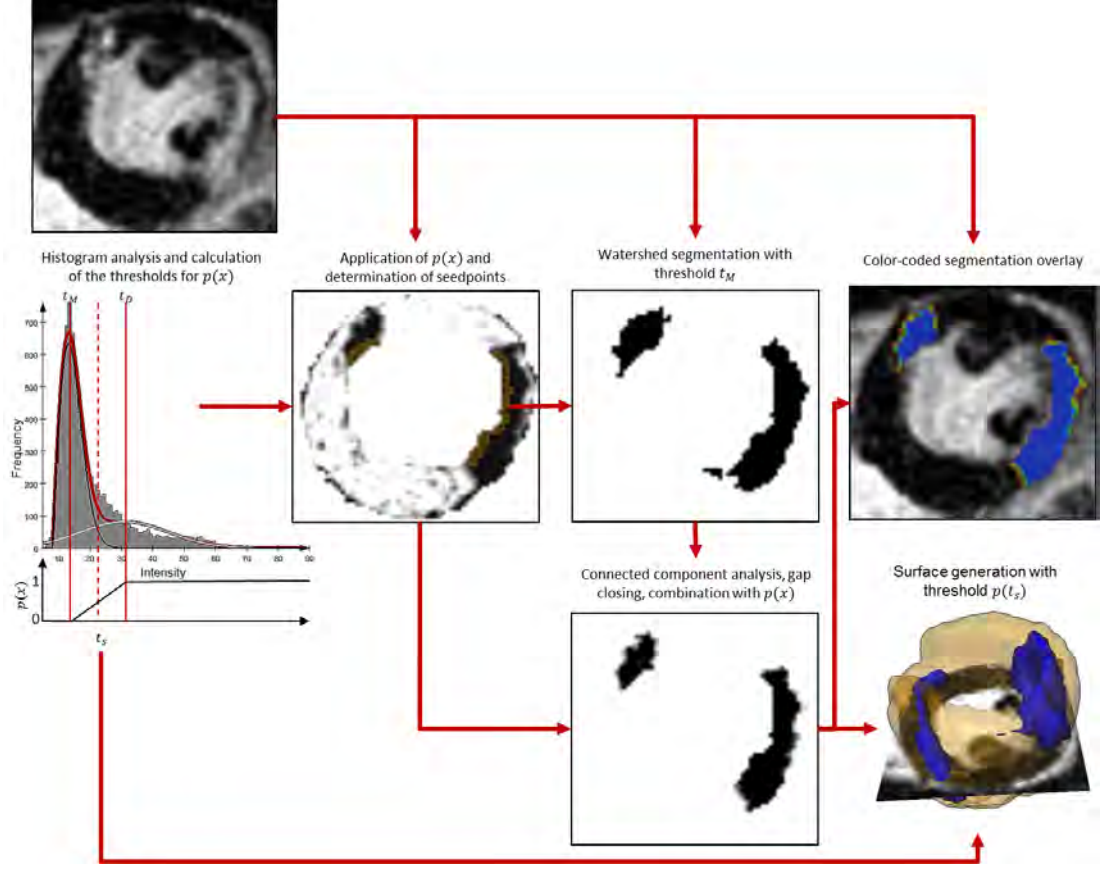 Histogram analysis and calculation
of the thresholds for p(x)
Application of p(x) and
determination of seedpoints
Watershed segmentation with
threshold t_M
Color-coded segmentation overlay
t_M
t_D
700
600
500
400
300
200
100
0
Frequency
10 20 30 40 50 60 70 80 90
Intensity
1
0
p(x)
t_s
Connected component analysis, gap
closing, combination with p(x)
Surface generation with
threshold p(t_s)